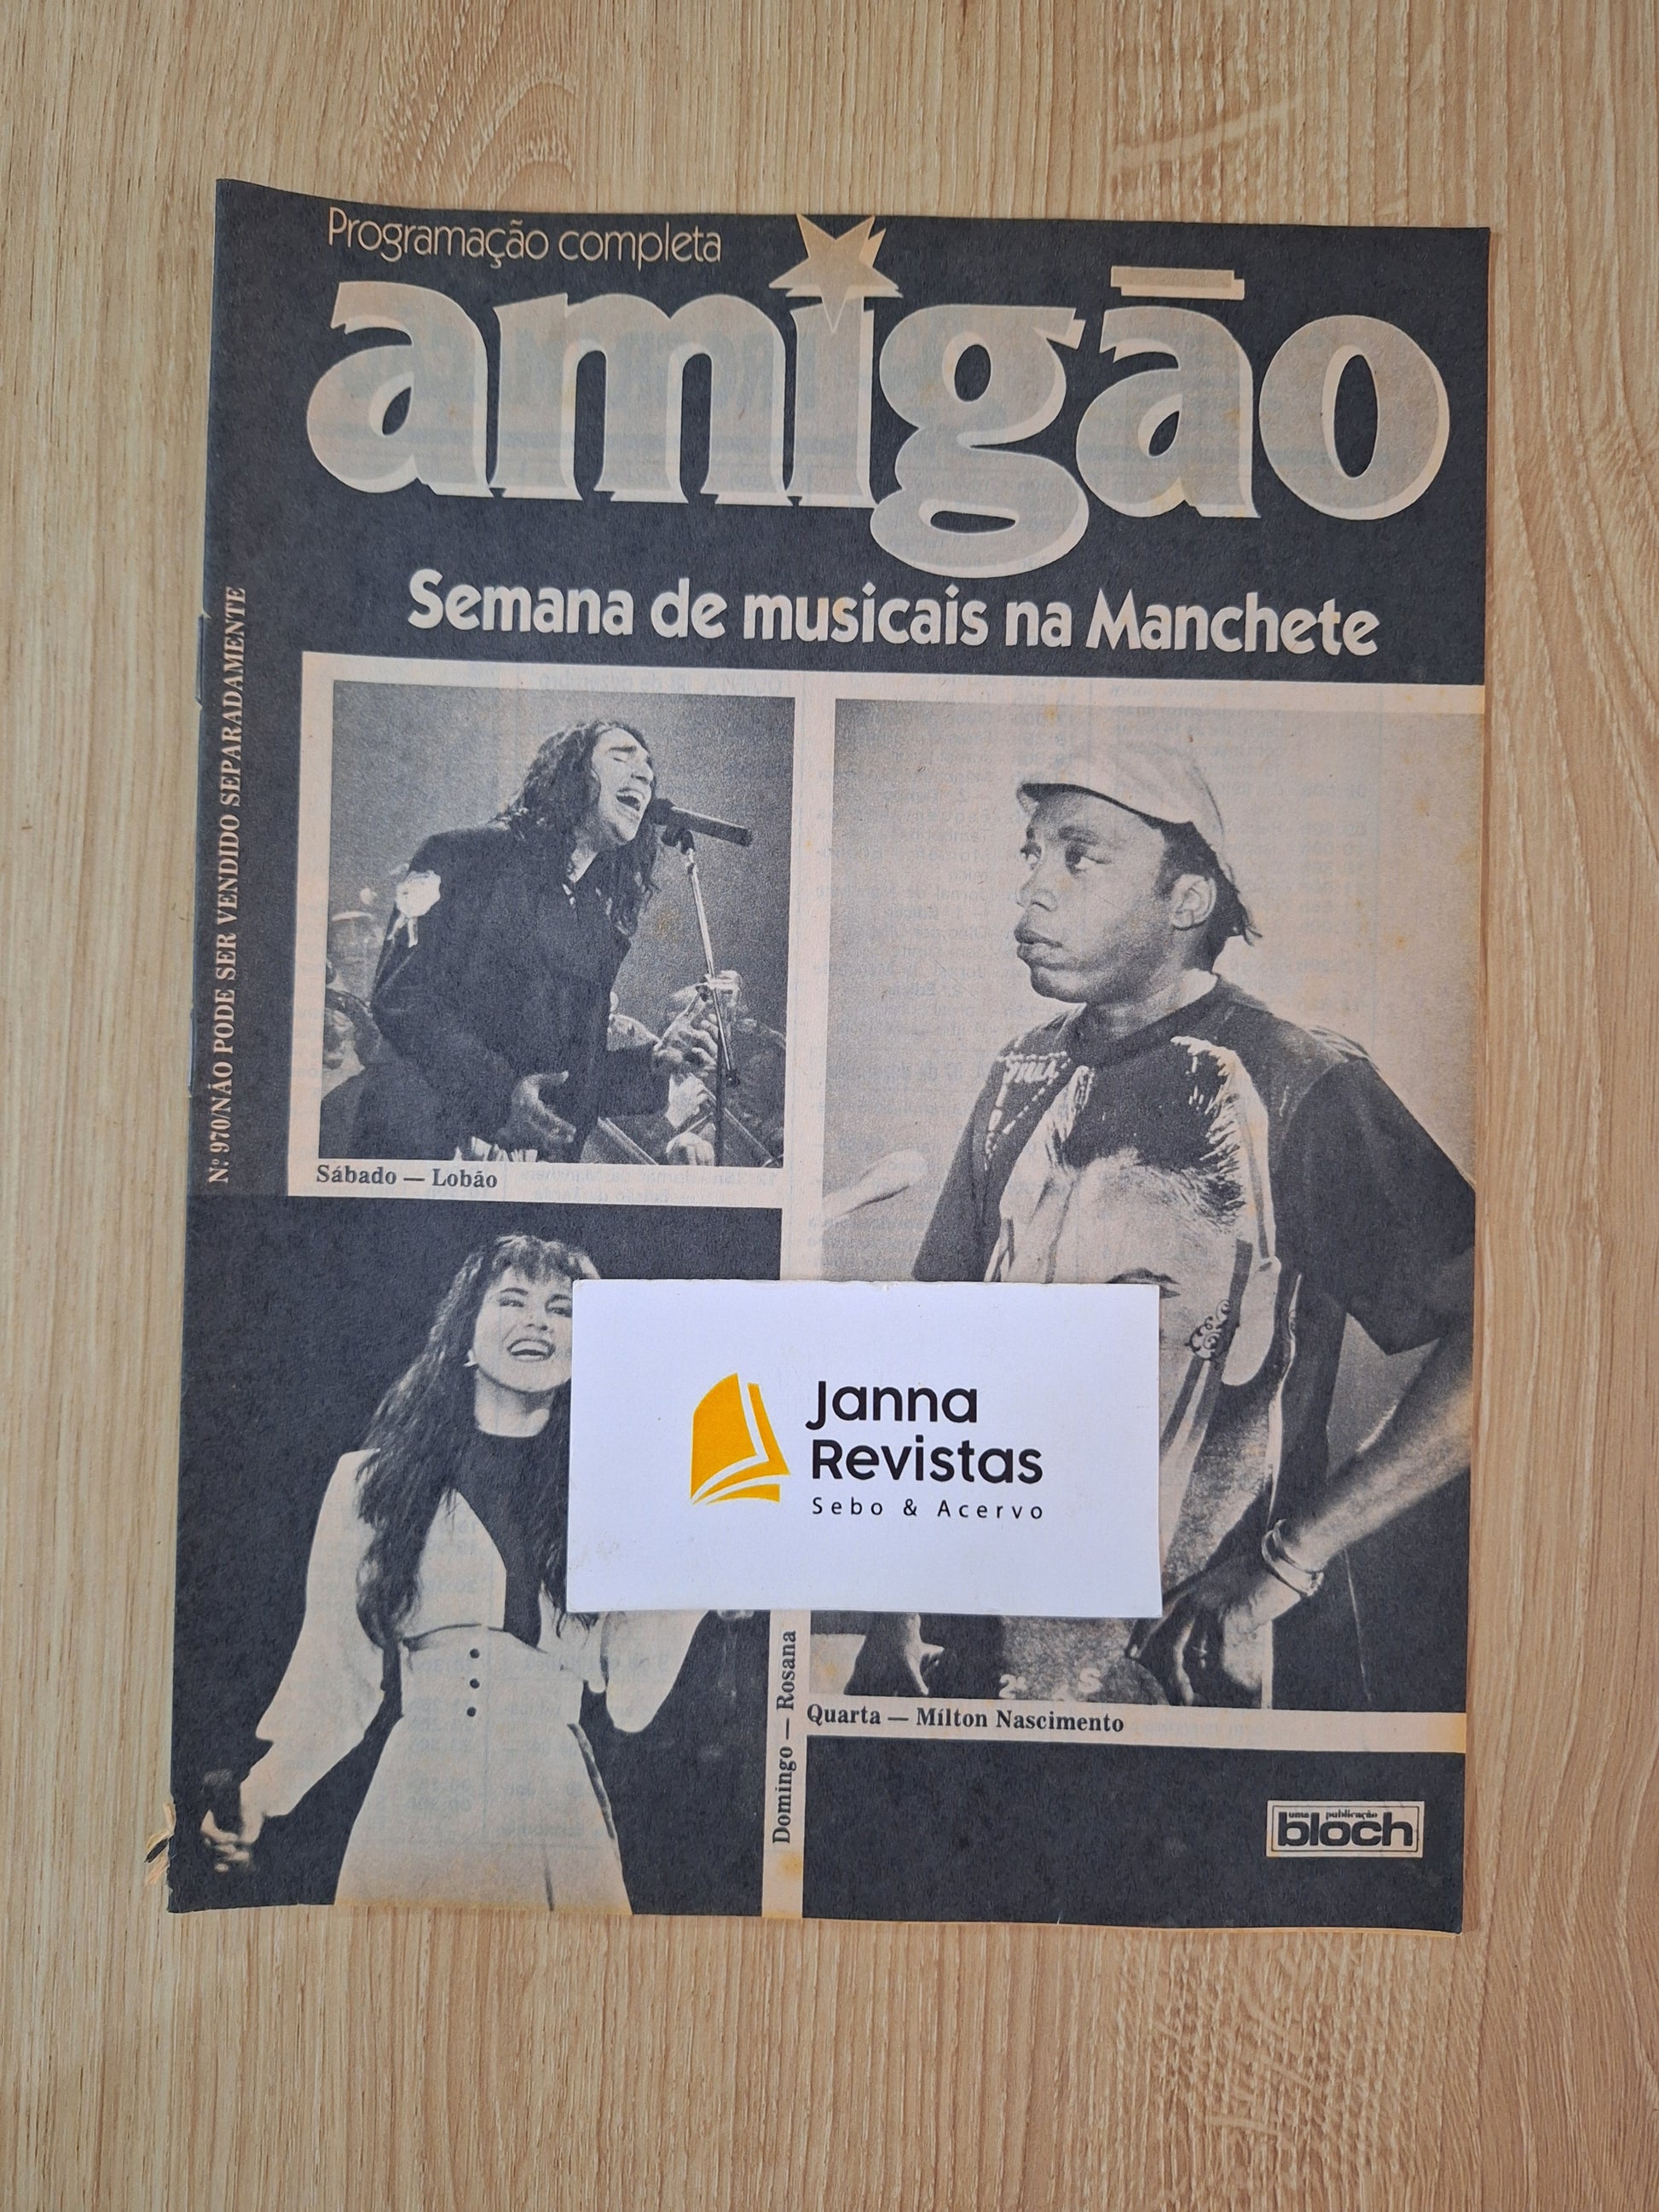 Programação completa
amigão
Semana de musicais na Manchete
Nº 970/NÃO PODE SER VENDIDO SEPARADAMENTE
Sábado — Lobão
Janna
Revistas
Sebo & Acervo
Domingo — Rosana
Quarta — Mílton Nascimento
uma publicação
bloch